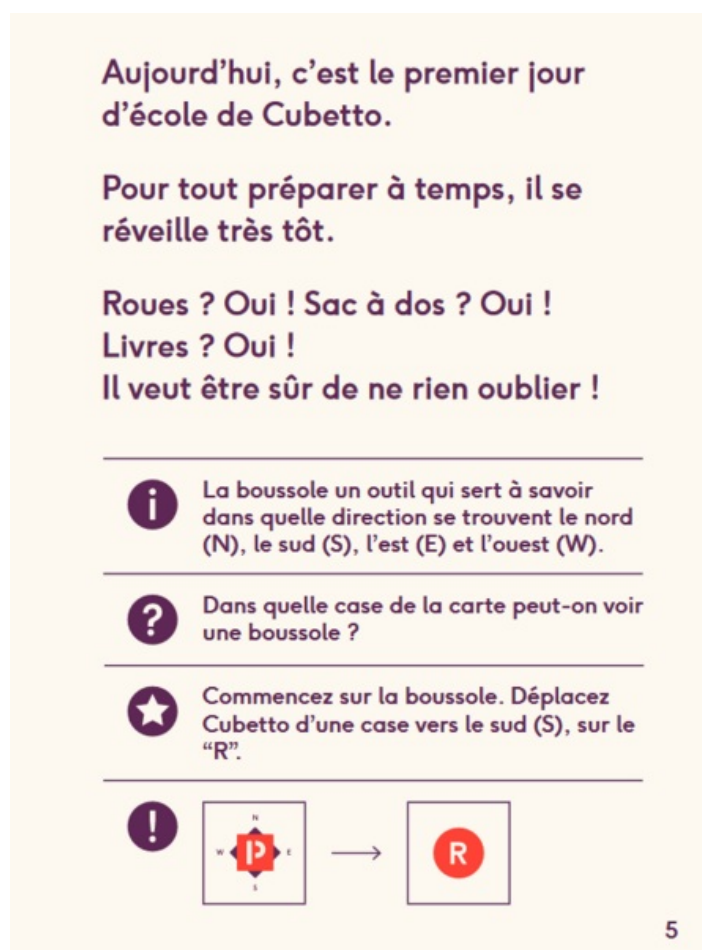 Aujourd’hui, c’est le premier jour
d’école de Cubetto.
Pour tout préparer à temps, il se
réveille très tôt.
Roues ? Oui ! Sac à dos ? Oui !
Livres ? Oui !
Il veut être sûr de ne rien oublier !
i
La boussole un outil qui sert à savoir
dans quelle direction se trouvent le nord
(N), le sud (S), l’est (E) et l’ouest (W).
?
Dans quelle case de la carte peut-on voir
une boussole ?
Commencez sur la boussole. Déplacez
Cubetto d’une case vers le sud (S), sur le
“R”.
!
N
W P E
S
R
5